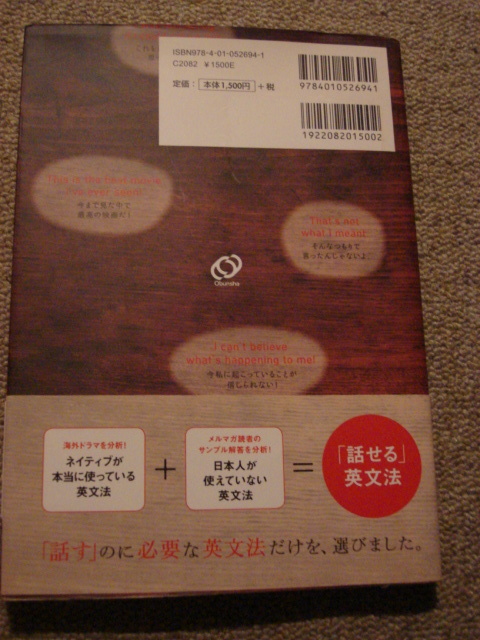 ISBN978-4-01-052694-1
C2082 ¥1500E
定価： 本体1,500円 +税
9784010526941
1922082015002
This is the best movie
I've ever seen!
今まで見た中で
最高の映画だ！
That's not
what I meant.
そんなつもりで
言ったんじゃないよ。
Obunsha
I can't believe
what's happening to me!
今私に起こっていることが
信じられない！
海外ドラマを分析！
ネイティブが
本当に使っている
英文法
+
メルマガ読者の
サンプル解答を分析！
日本人が
使えていない
英文法
=
「話せる」
英文法
「話す」のに必要な英文法だけを、選びました。